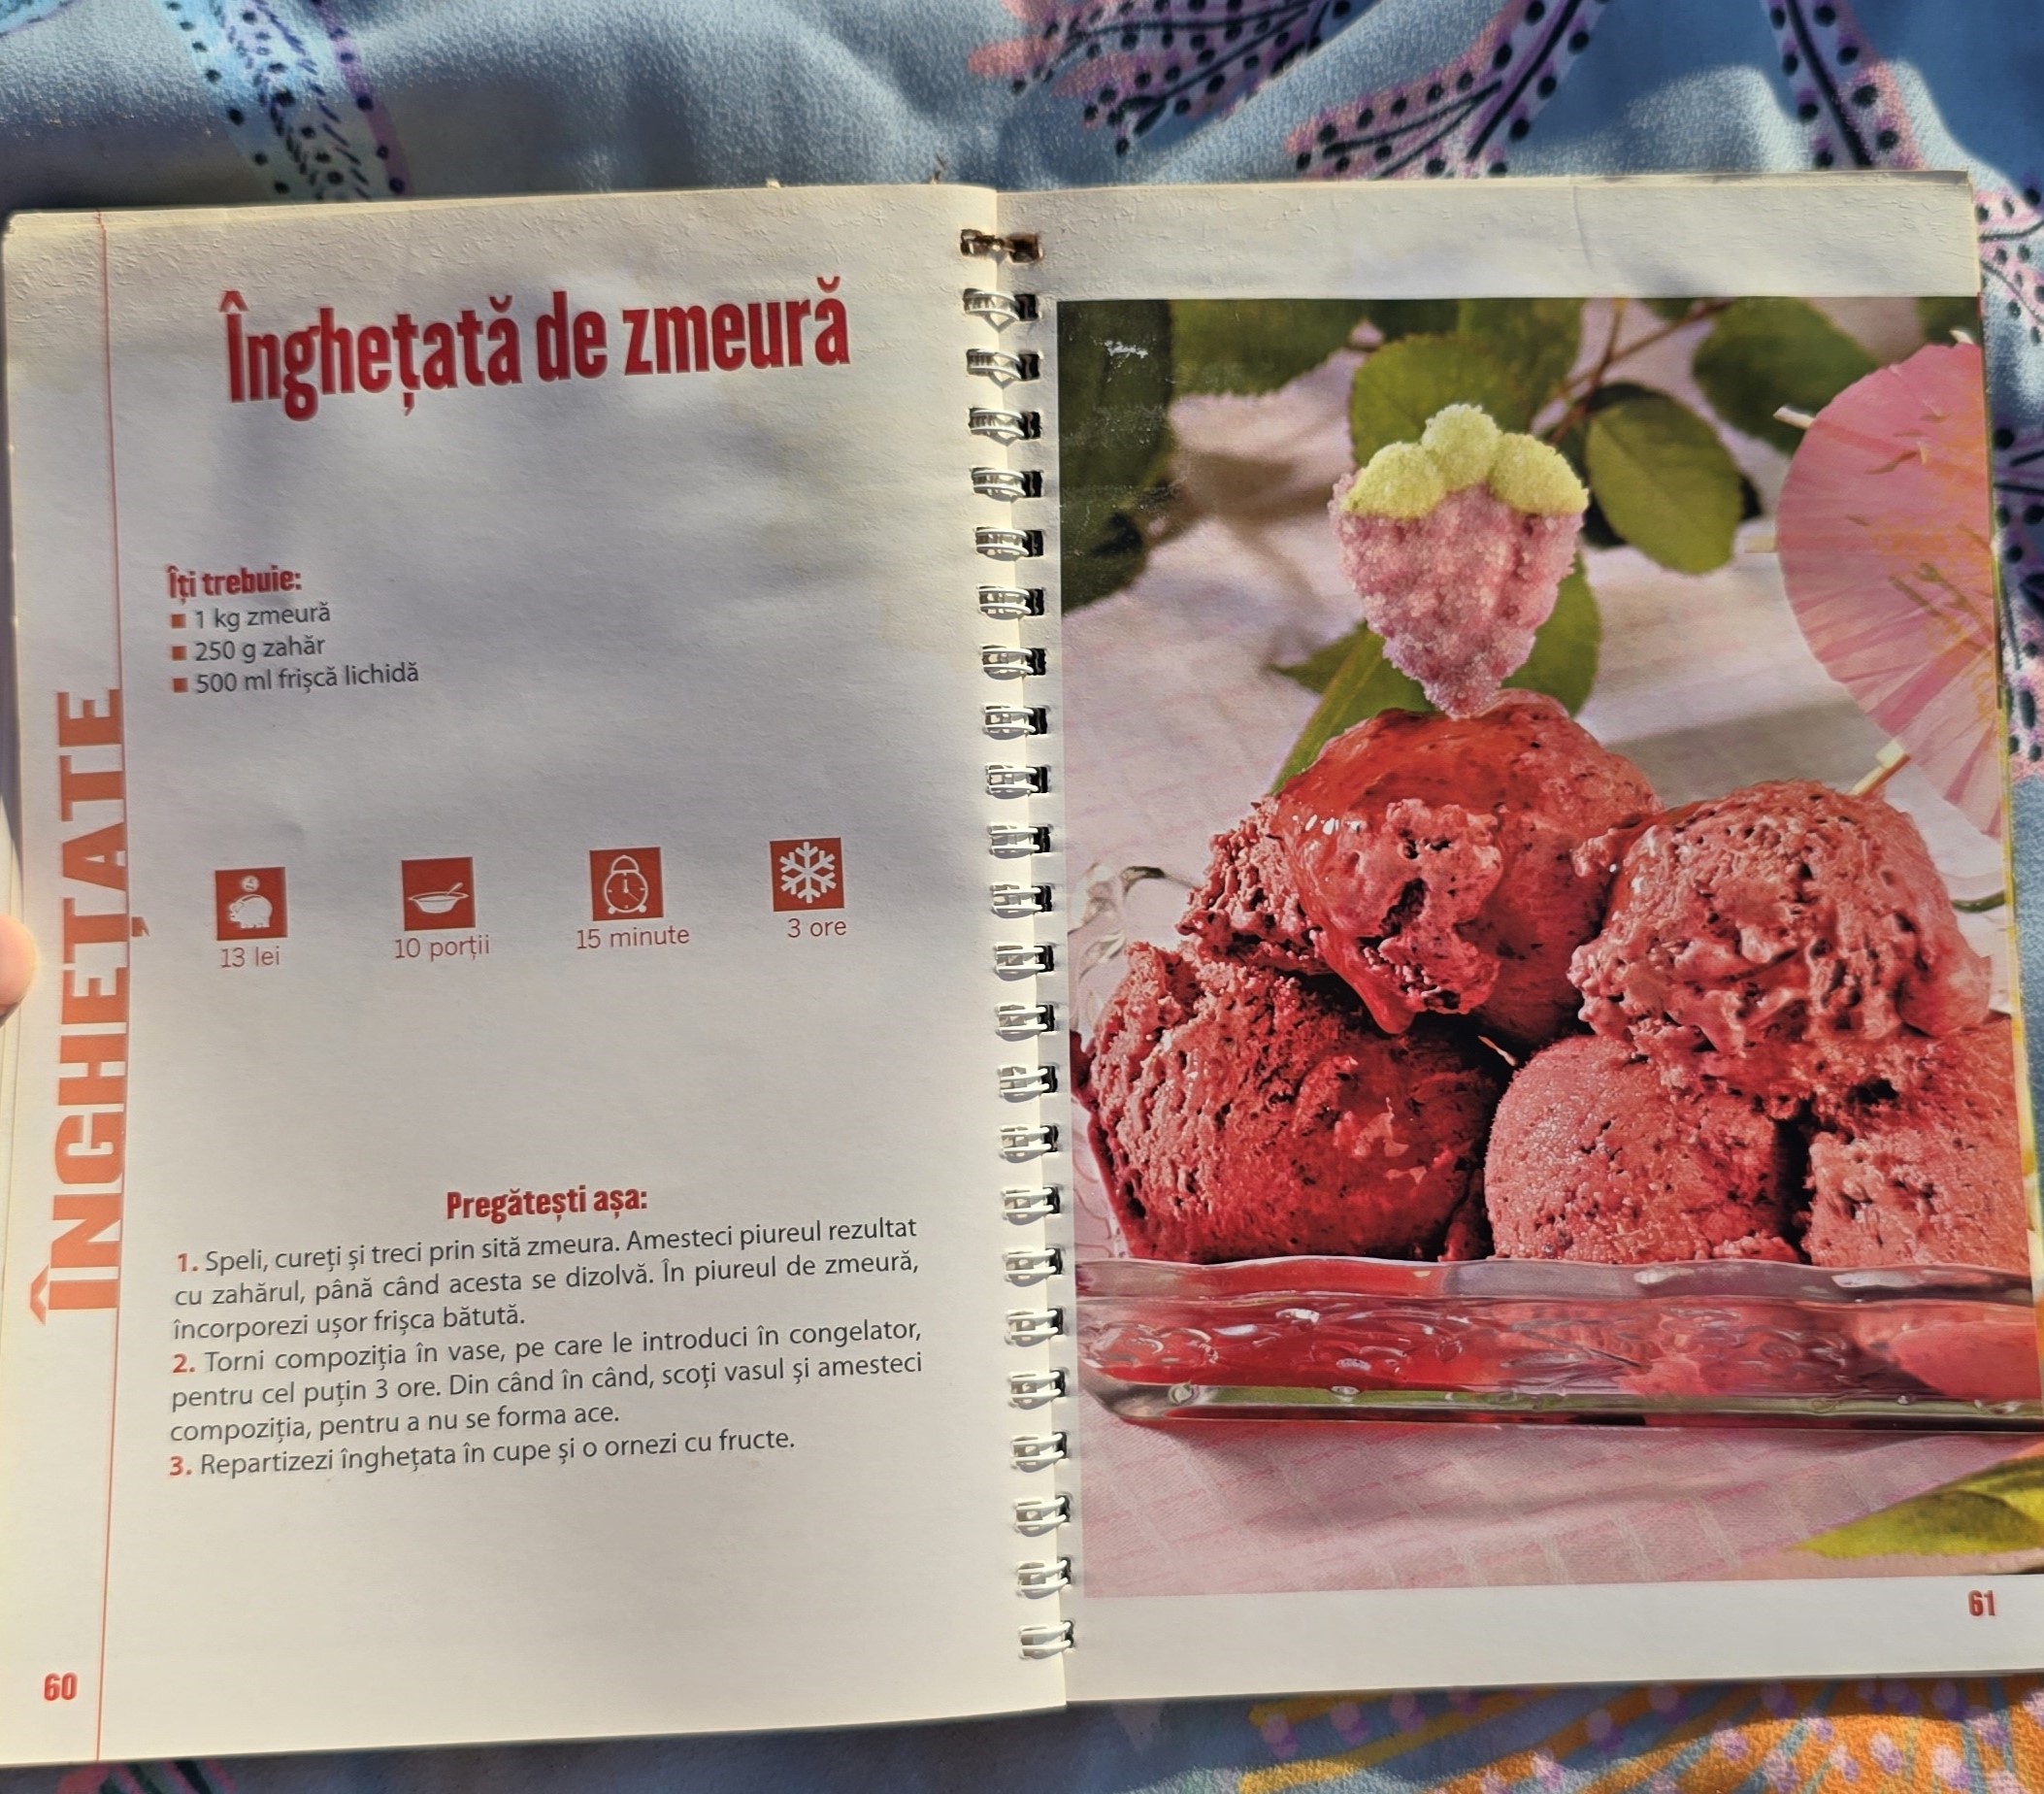 Înghețată de zmeură
Îți trebuie:
■ 1 kg zmeură
■ 250 g zahăr
■ 500 ml frișcă lichidă
ÎNGHEȚATE
13 lei
10 porții
15 minute
3 ore
Pregătești așa:
1. Speli, cureți și treci prin sită zmeura. Amesteci piureul rezultat
cu zahărul, până când acesta se dizolvă. În piureul de zmeură,
încorporezi ușor frișca bătută.
2. Torni compoziția în vase, pe care le introduci în congelator,
pentru cel puțin 3 ore. Din când în când, scoți vasul și amesteci
compoziția, pentru a nu se forma ace.
3. Repartizezi înghețata în cupe și o ornezi cu fructe.
60
61